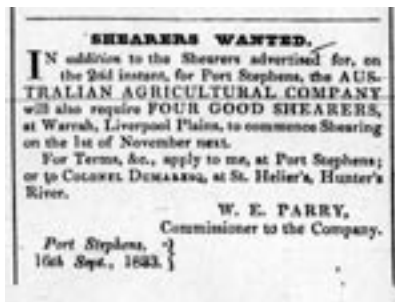 SHEARERS WANTED.
IN addition to the Shearers advertised for, on
the 2nd instant, for Port Stephens, the AUS-
TRALIAN AGRICULTURAL COMPANY
will also require FOUR GOOD SHEARERS,
at Warrah, Liverpool Plains, to commence Shearing
on the 1st of November next.
For Terms, &c., apply to me, at Port Stephens;
or to COLONEL DUMARESQ, at St. Helier's, Hunter's
River.
W. E. PARRY,
Commissioner to the Company.
Port Stephens,
16th Sept., 1833.